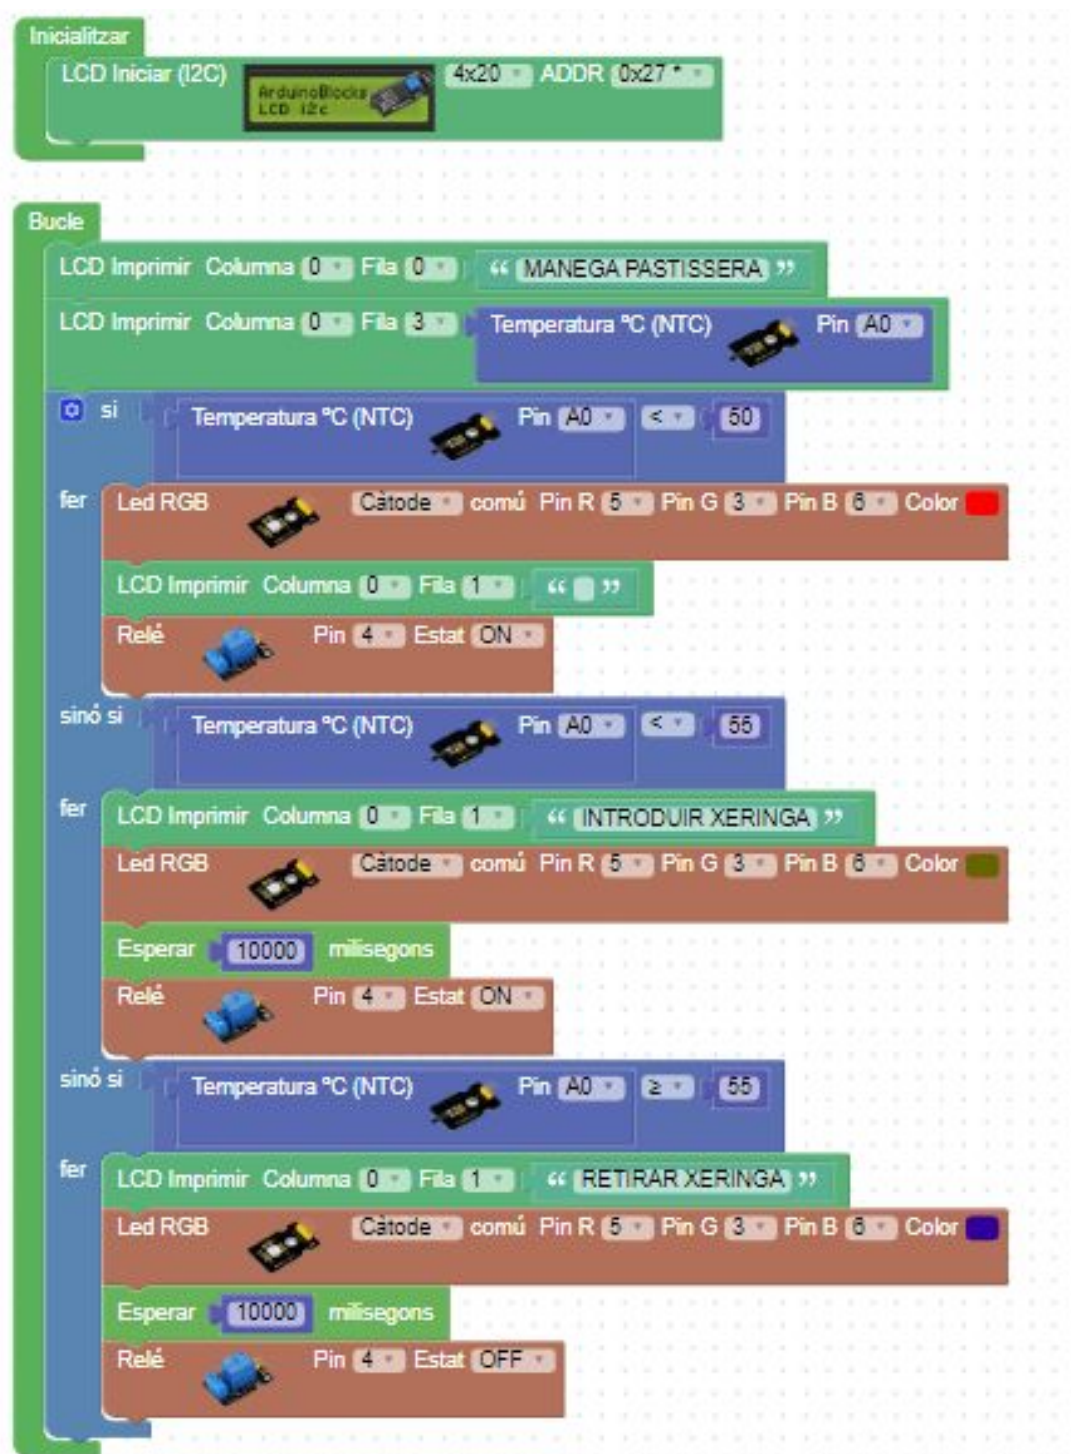 Inicialitzar
LCD Iniciar (I2C) ArduinoBlocks LCD i2c 4x20 ADDR 0x27 *
Bucle
LCD Imprimir Columna 0 Fila 0 “ MANEGA PASTISSERA ”
LCD Imprimir Columna 0 Fila 3 Temperatura ºC (NTC) Pin A0
si Temperatura ºC (NTC) Pin A0 < 50
fer Led RGB Càtode comú Pin R 5 Pin G 3 Pin B 6 Color
LCD Imprimir Columna 0 Fila 1 “ ”
Relé Pin 4 Estat ON
sinó si Temperatura ºC (NTC) Pin A0 < 55
fer LCD Imprimir Columna 0 Fila 1 “ INTRODUIR XERINGA ”
Led RGB Càtode comú Pin R 5 Pin G 3 Pin B 6 Color
Esperar 10000 milisegons
Relé Pin 4 Estat ON
sinó si Temperatura ºC (NTC) Pin A0 ≥ 55
fer LCD Imprimir Columna 0 Fila 1 “ RETIRAR XERINGA ”
Led RGB Càtode comú Pin R 5 Pin G 3 Pin B 6 Color
Esperar 10000 milisegons
Relé Pin 4 Estat OFF